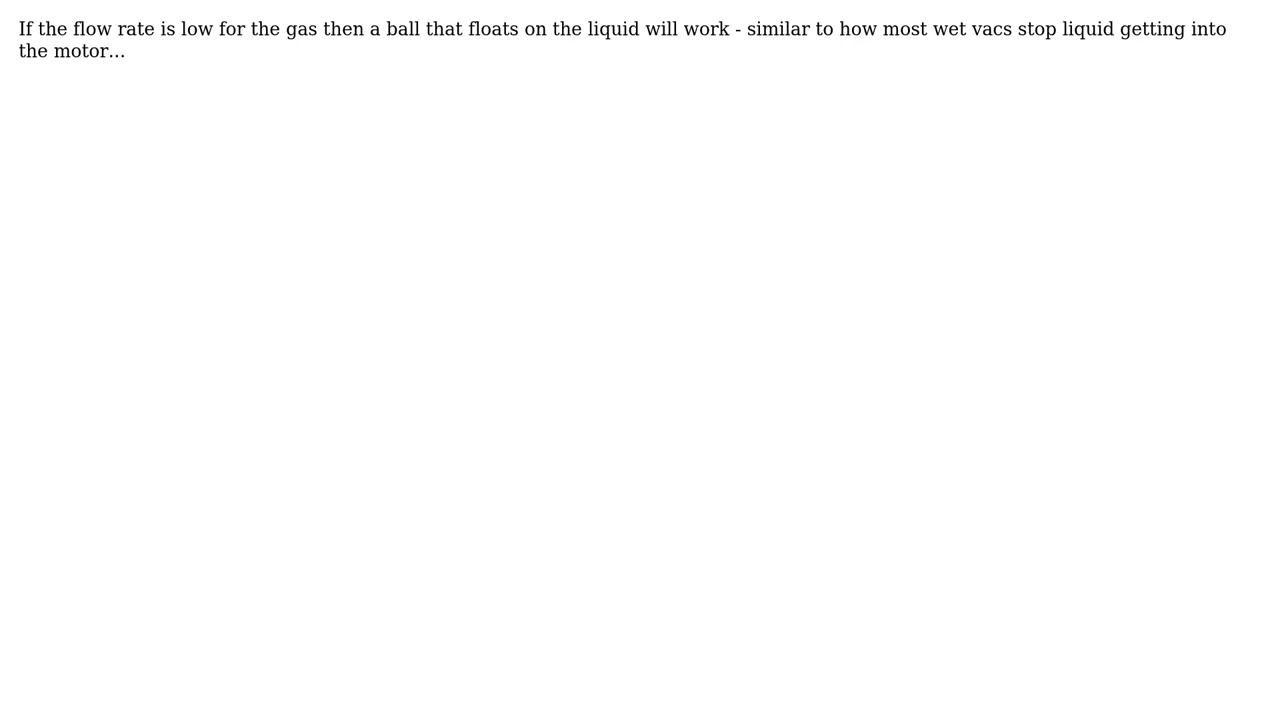 If the flow rate is low for the gas then a ball that floats on the liquid will work - similar to how most wet vacs stop liquid getting into
the motor...